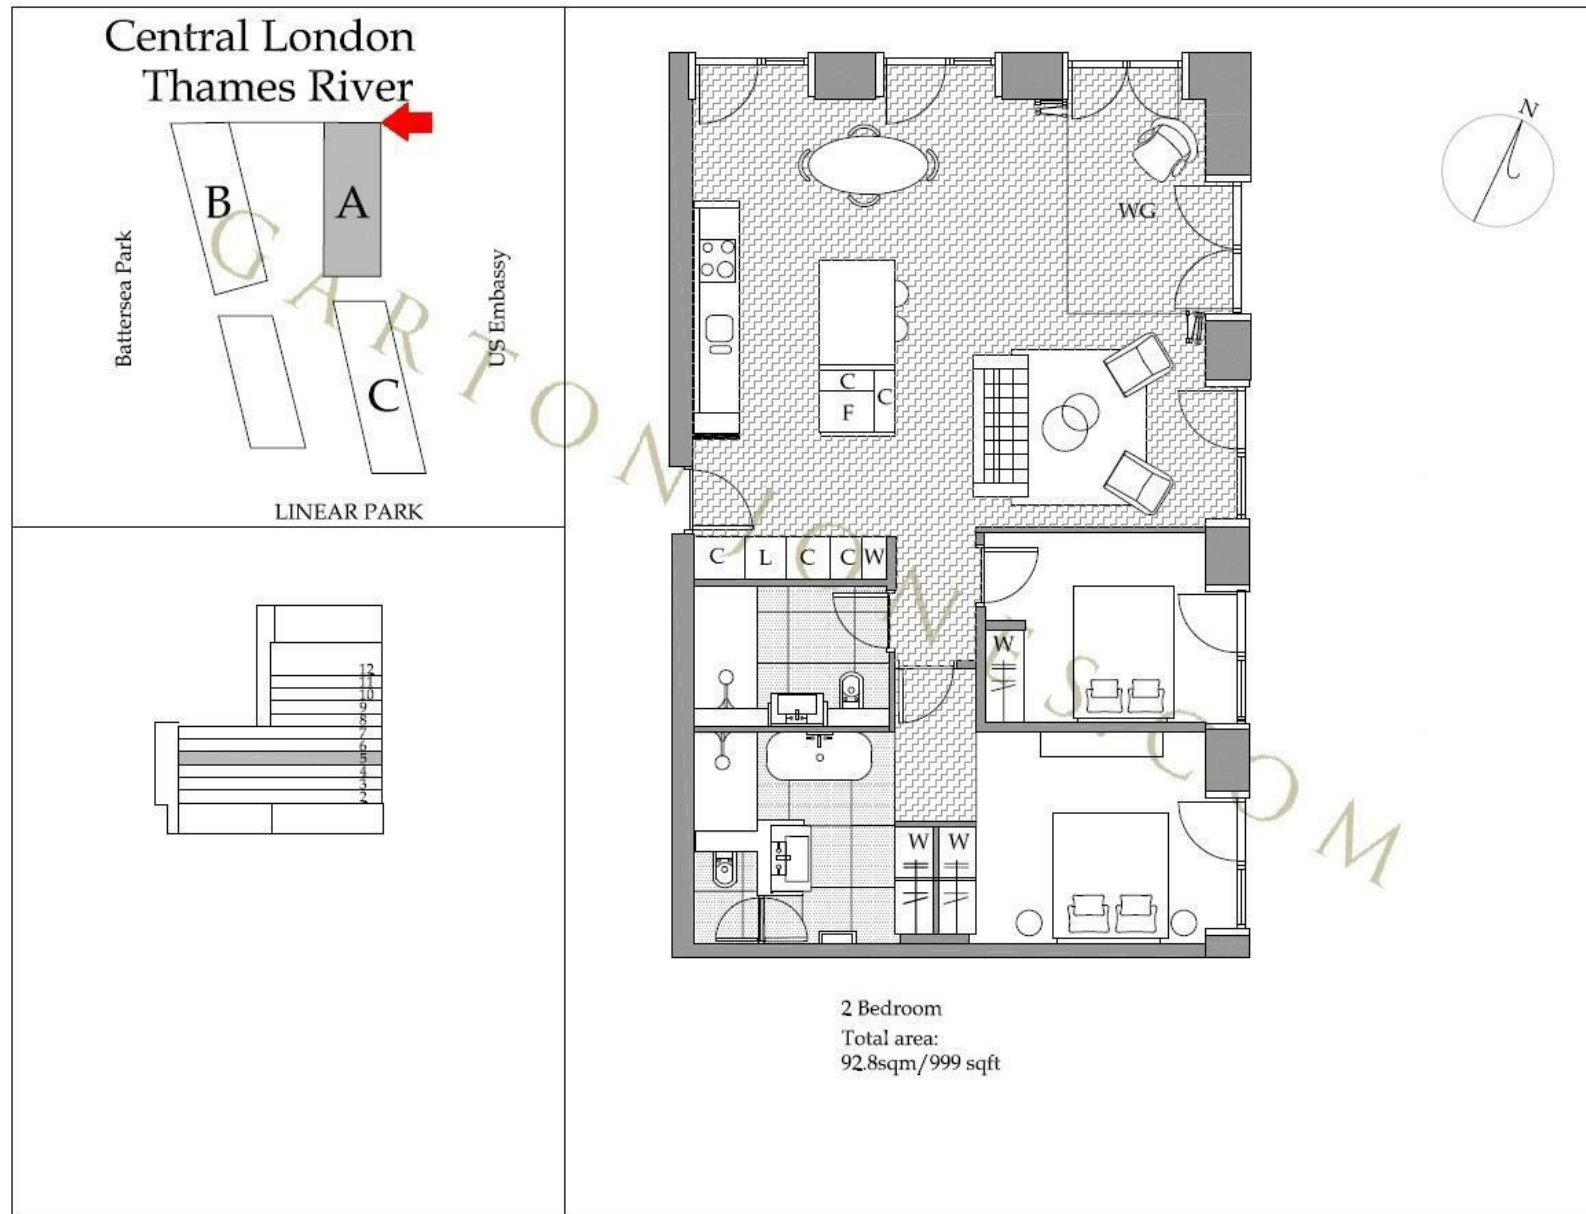 Central London
Thames River
B
A
C
Battersea Park
US Embassy
LINEAR PARK
12
11
10
9
8
7
6
5
4
3
2
N
WG
C
C
F
C
L
C
C
W
W
W
W
2 Bedroom
Total area:
92.8sqm/999 sqft
GARTONJONES.COM